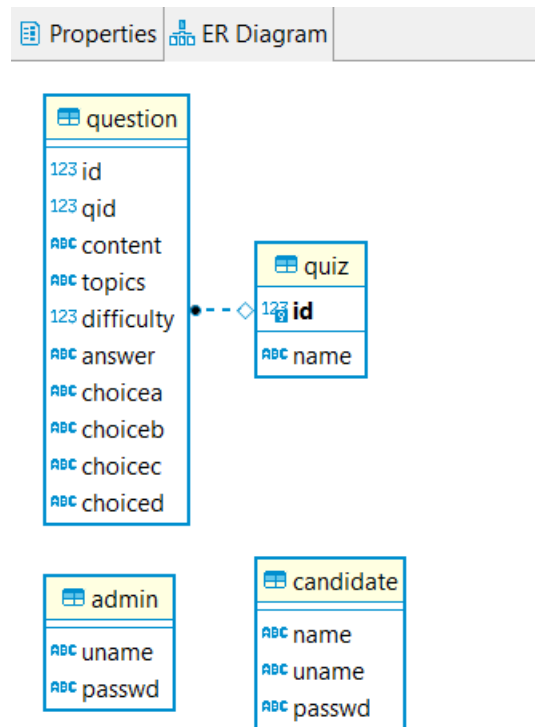 Properties ER Diagram
question
123 id
123 qid
ABC content
ABC topics
123 difficulty
ABC answer
ABC choicea
ABC choiceb
ABC choicec
ABC choiced
quiz
123 id
ABC name
admin
ABC uname
ABC passwd
candidate
ABC name
ABC uname
ABC passwd